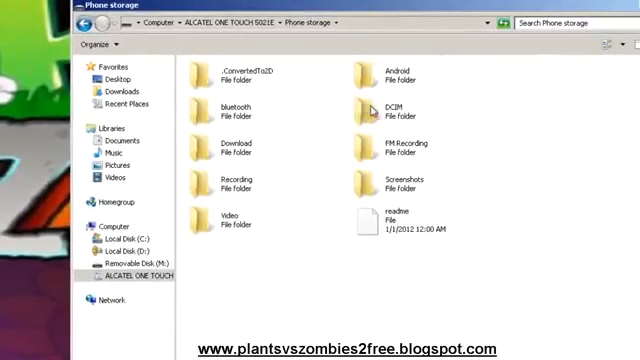 Phone storage
Computer ▸ ALCATEL ONE TOUCH 5021E ▸ Phone storage
Search Phone storage
Organize
Favorites
Desktop
Downloads
Recent Places
Libraries
Documents
Music
Pictures
Videos
Homegroup
Computer
Local Disk (C:)
Local Disk (D:)
Removable Disk (M:)
ALCATEL ONE TOUCH
Network
.ConvertedTo2D
File folder
Android
File folder
bluetooth
File folder
DCIM
File folder
Download
File folder
FM Recording
File folder
Recording
File folder
Screenshots
File folder
Video
File folder
readme
File
1/1/2012 12:00 AM
www.plantsvszombies2free.blogspot.com